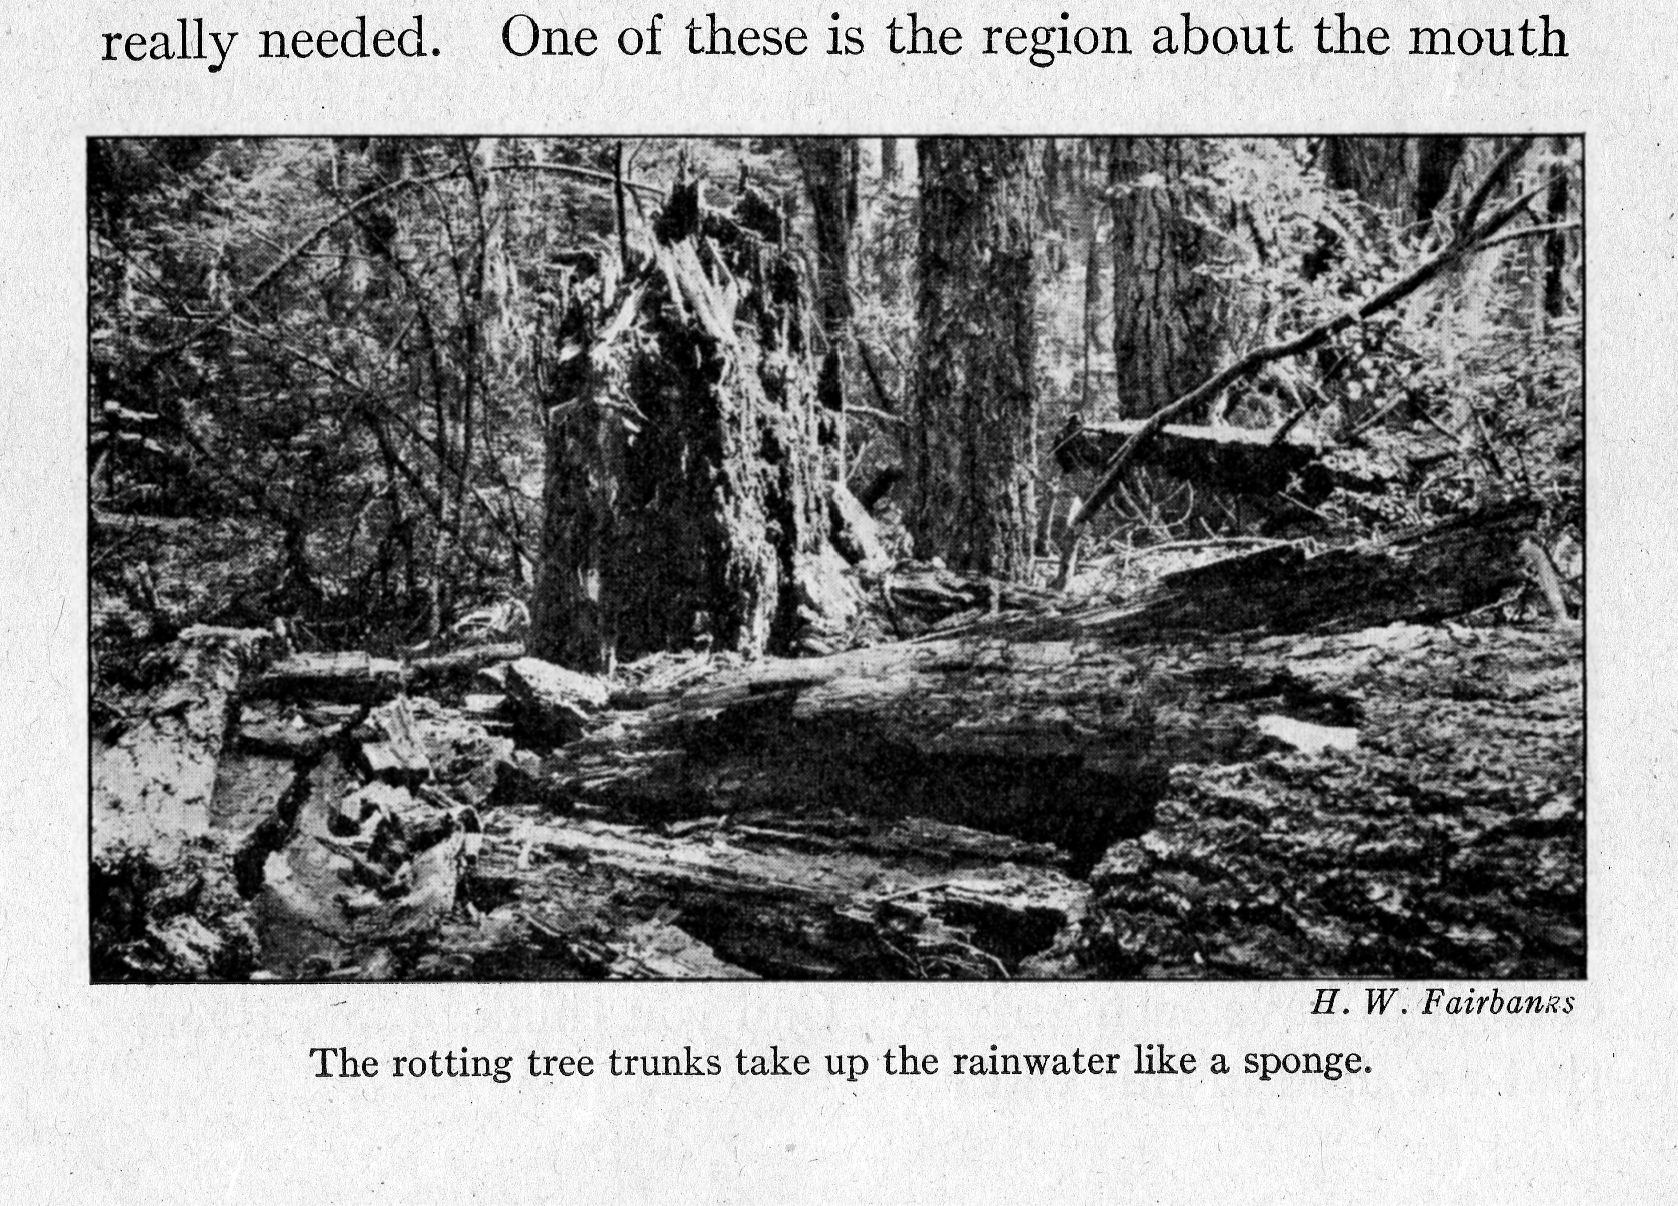 really needed. One of these is the region about the mouth
H. W. Fairbanks
The rotting tree trunks take up the rainwater like a sponge.